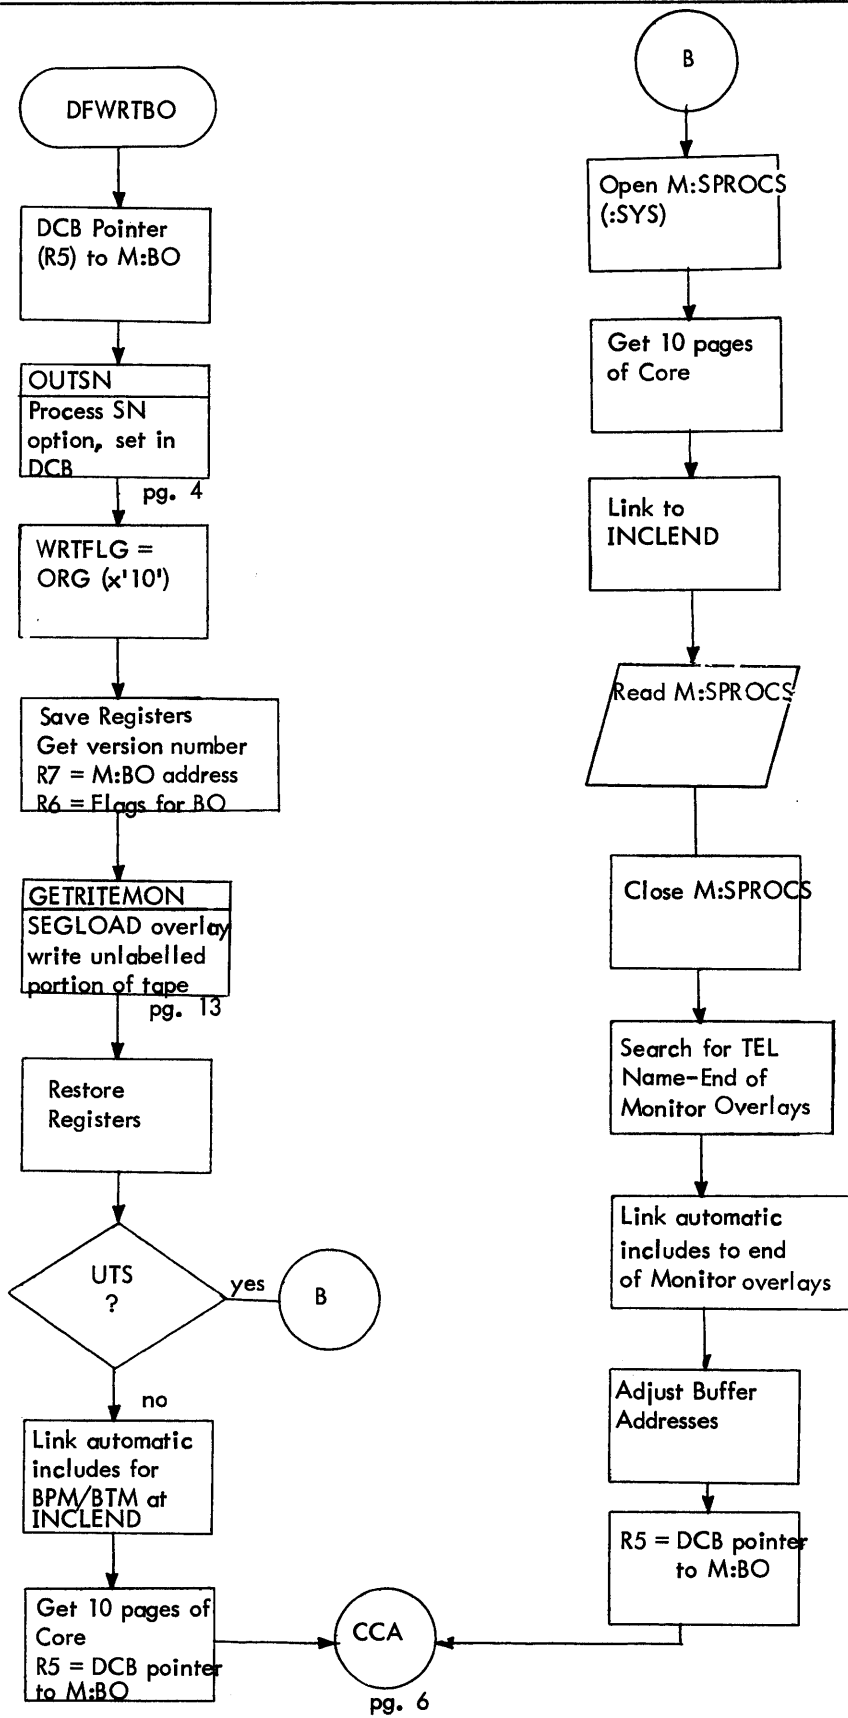 DFWRTBO
DCB Pointer
(R5) to M:BO
OUTSN
Process SN
option, set in
DCB
pg. 4
WRTFLG =
ORG (x'10')
Save Registers
Get version number
R7 = M:BO address
R6 = Flags for BO
GETRITEMON
SEGLOAD overlay
write unlabelled
portion of tape
pg. 13
Restore
Registers
UTS
?
yes
B
no
Link automatic
includes for
BPM/BTM at
INCLEND
Get 10 pages of
Core
R5 = DCB pointer
to M:BO
CCA
pg. 6
B
Open M:SPROCS
(:SYS)
Get 10 pages
of Core
Link to
INCLEND
Read M:SPROCS
Close M:SPROCS
Search for TEL
Name-End of
Monitor Overlays
Link automatic
includes to end
of Monitor overlays
Adjust Buffer
Addresses
R5 = DCB pointer
to M:BO